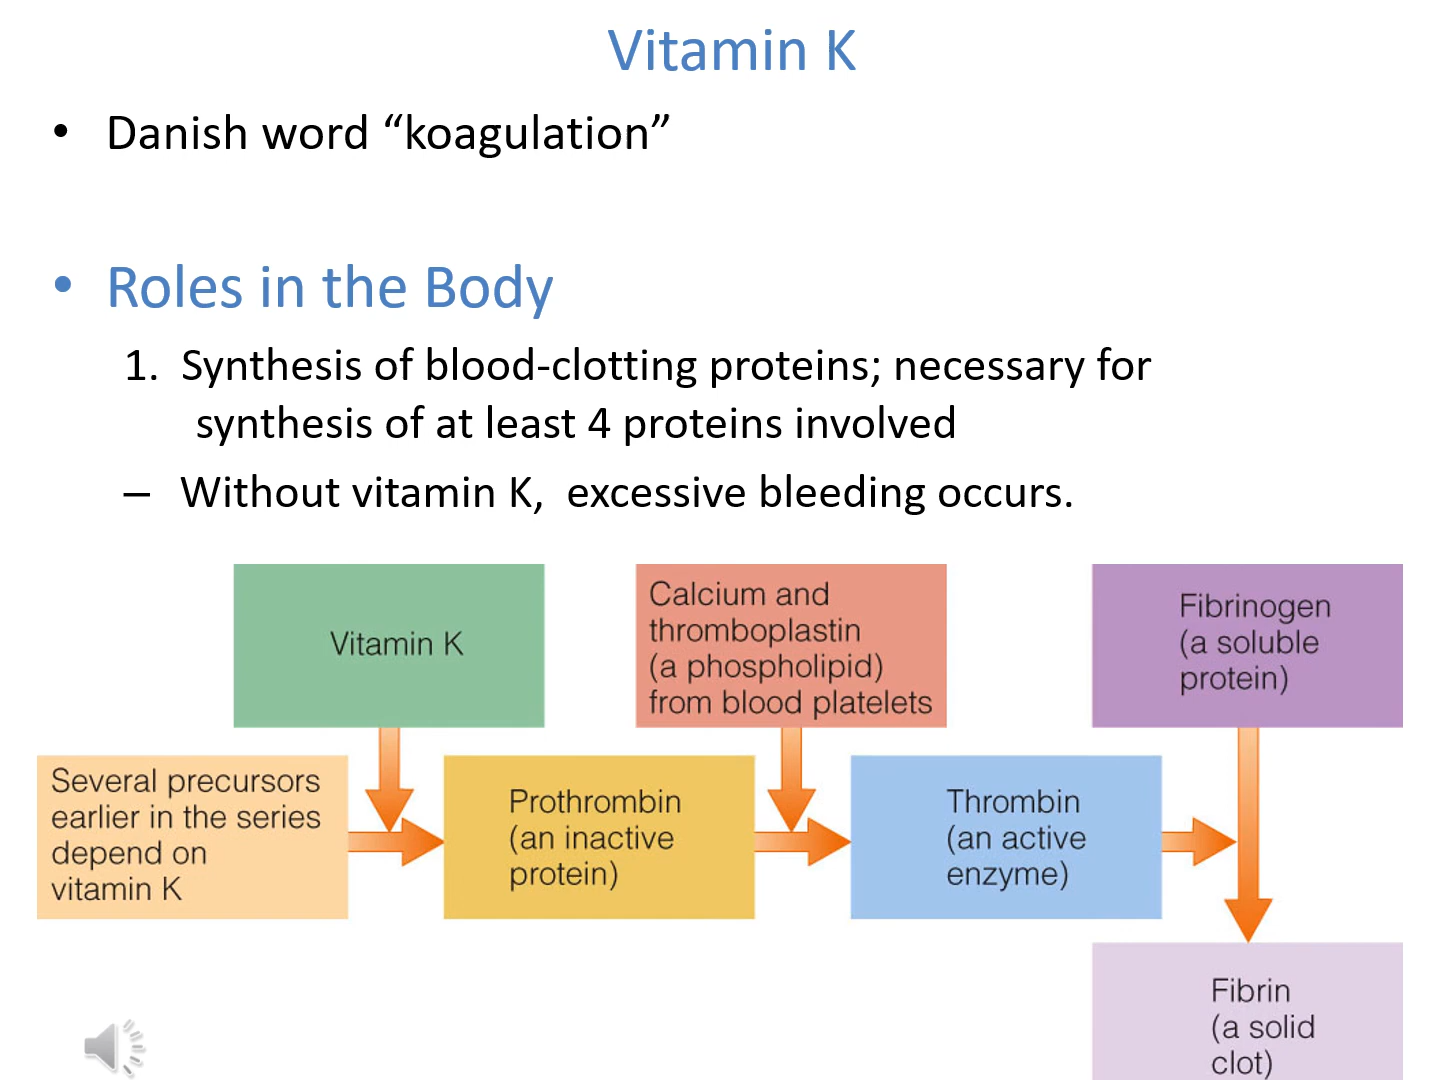 Vitamin K
• Danish word “koagulation”
• Roles in the Body
1. Synthesis of blood-clotting proteins; necessary for
synthesis of at least 4 proteins involved
– Without vitamin K, excessive bleeding occurs.
Vitamin K
Calcium and
thromboplastin
(a phospholipid)
from blood platelets
Fibrinogen
(a soluble
protein)
Several precursors
earlier in the series
depend on
vitamin K
Prothrombin
(an inactive
protein)
Thrombin
(an active
enzyme)
Fibrin
(a solid
clot)